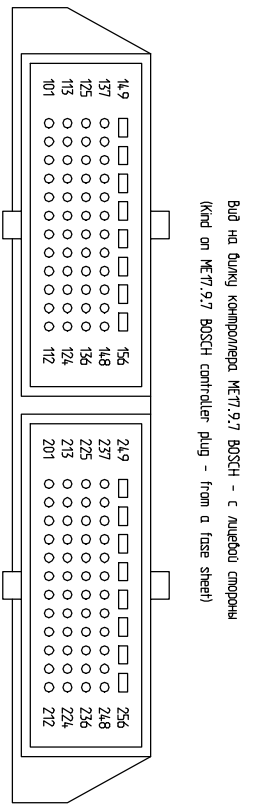 Вид на вилку контроллера МЕ17.9.7 BOSCH - с лицевой стороны
(Kind on ME17.9.7 BOSCH controller plug - from a fase sheet)
149 156 249 256
137 148 237 248
125 136 225 236
113 124 213 224
101 112 201 212